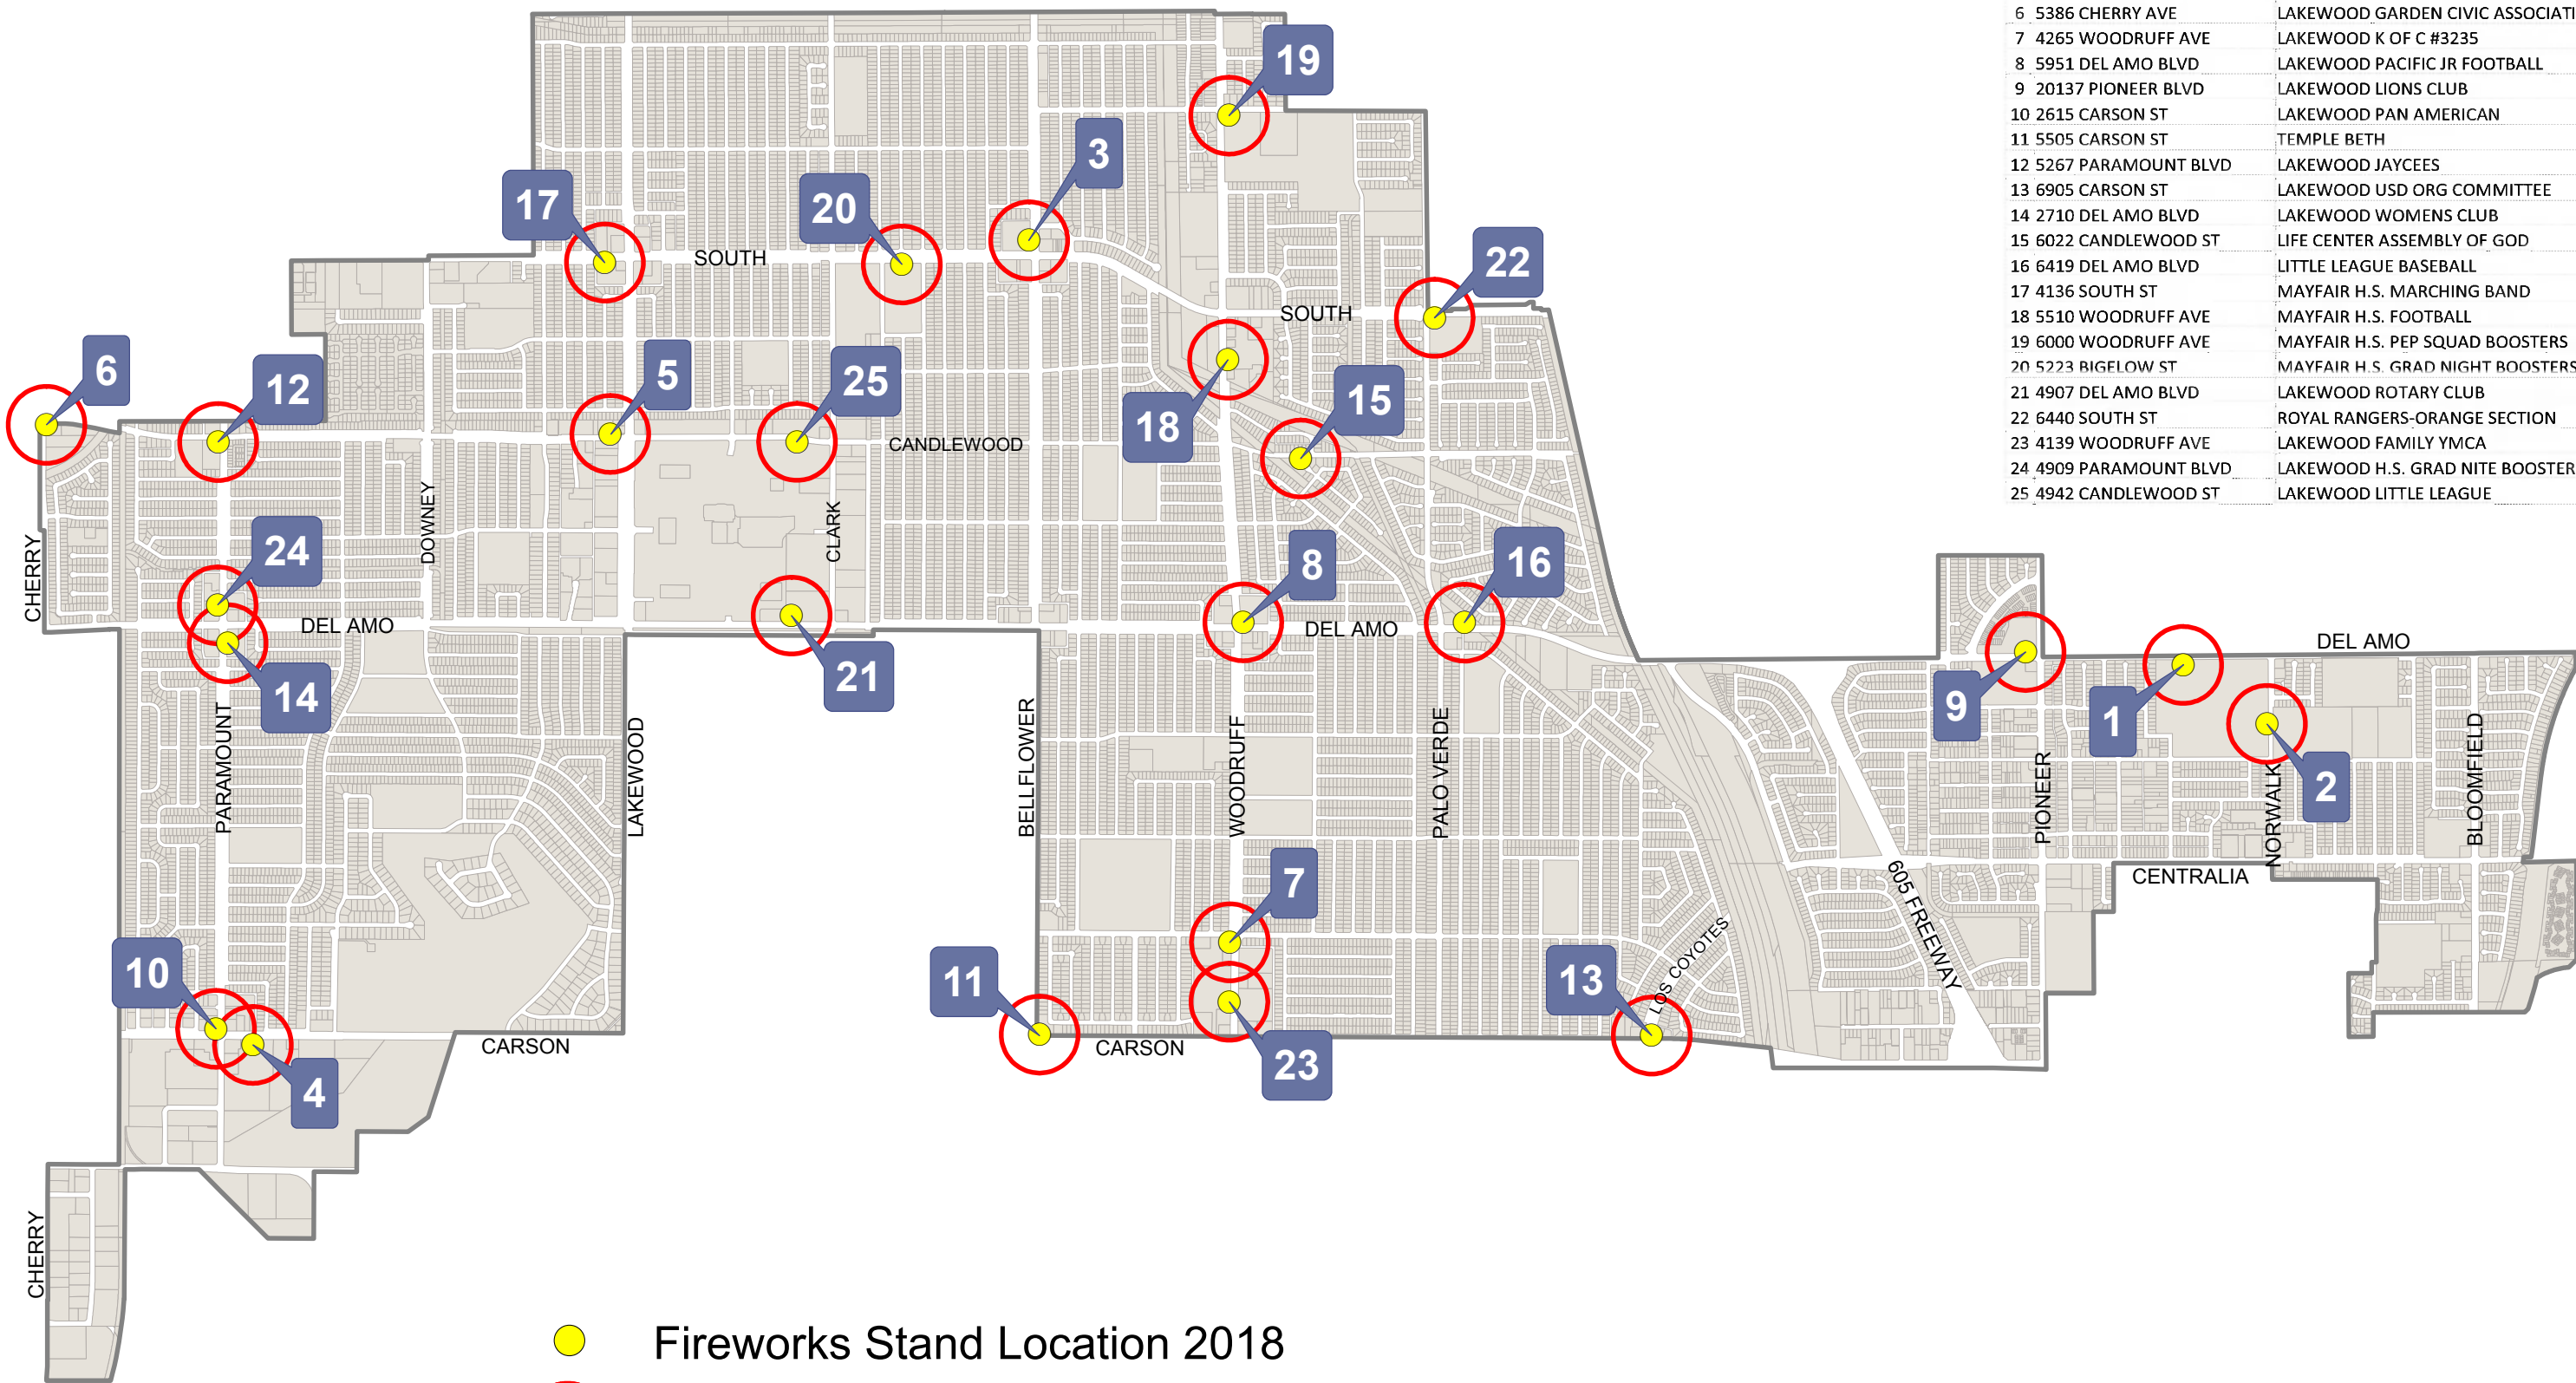 6 5386 CHERRY AVE LAKEWOOD GARDEN CIVIC ASSOCIATI
7 4265 WOODRUFF AVE LAKEWOOD K OF C #3235
8 5951 DEL AMO BLVD LAKEWOOD PACIFIC JR FOOTBALL
9 20137 PIONEER BLVD LAKEWOOD LIONS CLUB
10 2615 CARSON ST LAKEWOOD PAN AMERICAN
11 5505 CARSON ST TEMPLE BETH
12 5267 PARAMOUNT BLVD LAKEWOOD JAYCEES
13 6905 CARSON ST LAKEWOOD USD ORG COMMITTEE
14 2710 DEL AMO BLVD LAKEWOOD WOMENS CLUB
15 6022 CANDLEWOOD ST LIFE CENTER ASSEMBLY OF GOD
16 6419 DEL AMO BLVD LITTLE LEAGUE BASEBALL
17 4136 SOUTH ST MAYFAIR H.S. MARCHING BAND
18 5510 WOODRUFF AVE MAYFAIR H.S. FOOTBALL
19 6000 WOODRUFF AVE MAYFAIR H.S. PEP SQUAD BOOSTERS
20 5223 BIGELOW ST MAYFAIR H.S. GRAD NIGHT BOOSTERS
21 4907 DEL AMO BLVD LAKEWOOD ROTARY CLUB
22 6440 SOUTH ST ROYAL RANGERS-ORANGE SECTION
23 4139 WOODRUFF AVE LAKEWOOD FAMILY YMCA
24 4909 PARAMOUNT BLVD LAKEWOOD H.S. GRAD NITE BOOSTER
25 4942 CANDLEWOOD ST LAKEWOOD LITTLE LEAGUE
19
3
17
20
SOUTH
22
SOUTH
6
12
5
25
18
15
CANDLEWOOD
DOWNEY
CLARK
CHERRY
24
8
16
DEL AMO
DEL AMO
DEL AMO
14
21
9
1
2
PARAMOUNT
LAKEWOOD
BELLFLOWER
WOODRUFF
PALO VERDE
PIONEER
NORWALK
BLOOMFIELD
7
605 FREEWAY
CENTRALIA
10
11
13
LOS COYOTES
CARSON
CARSON
23
4
CHERRY
Fireworks Stand Location 2018